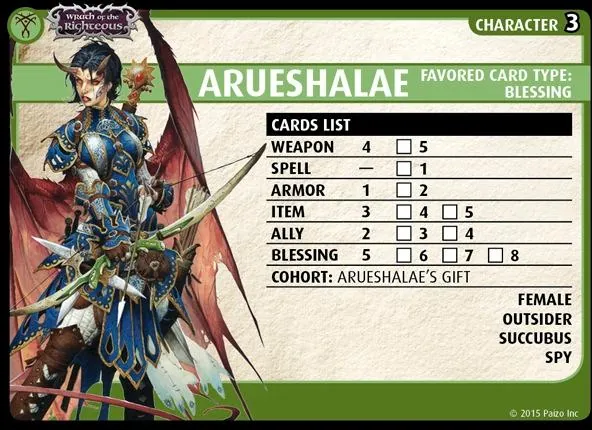 WRATH OF THE
RIGHTEOUS
CHARACTER 3
ARUESHALAE
FAVORED CARD TYPE:
BLESSING
CARDS LIST
WEAPON 4 ☐ 5
SPELL — ☐ 1
ARMOR 1 ☐ 2
ITEM 3 ☐ 4 ☐ 5
ALLY 2 ☐ 3 ☐ 4
BLESSING 5 ☐ 6 ☐ 7 ☐ 8
COHORT: ARUESHALAE'S GIFT
FEMALE
OUTSIDER
SUCCUBUS
SPY
© 2015 Paizo Inc